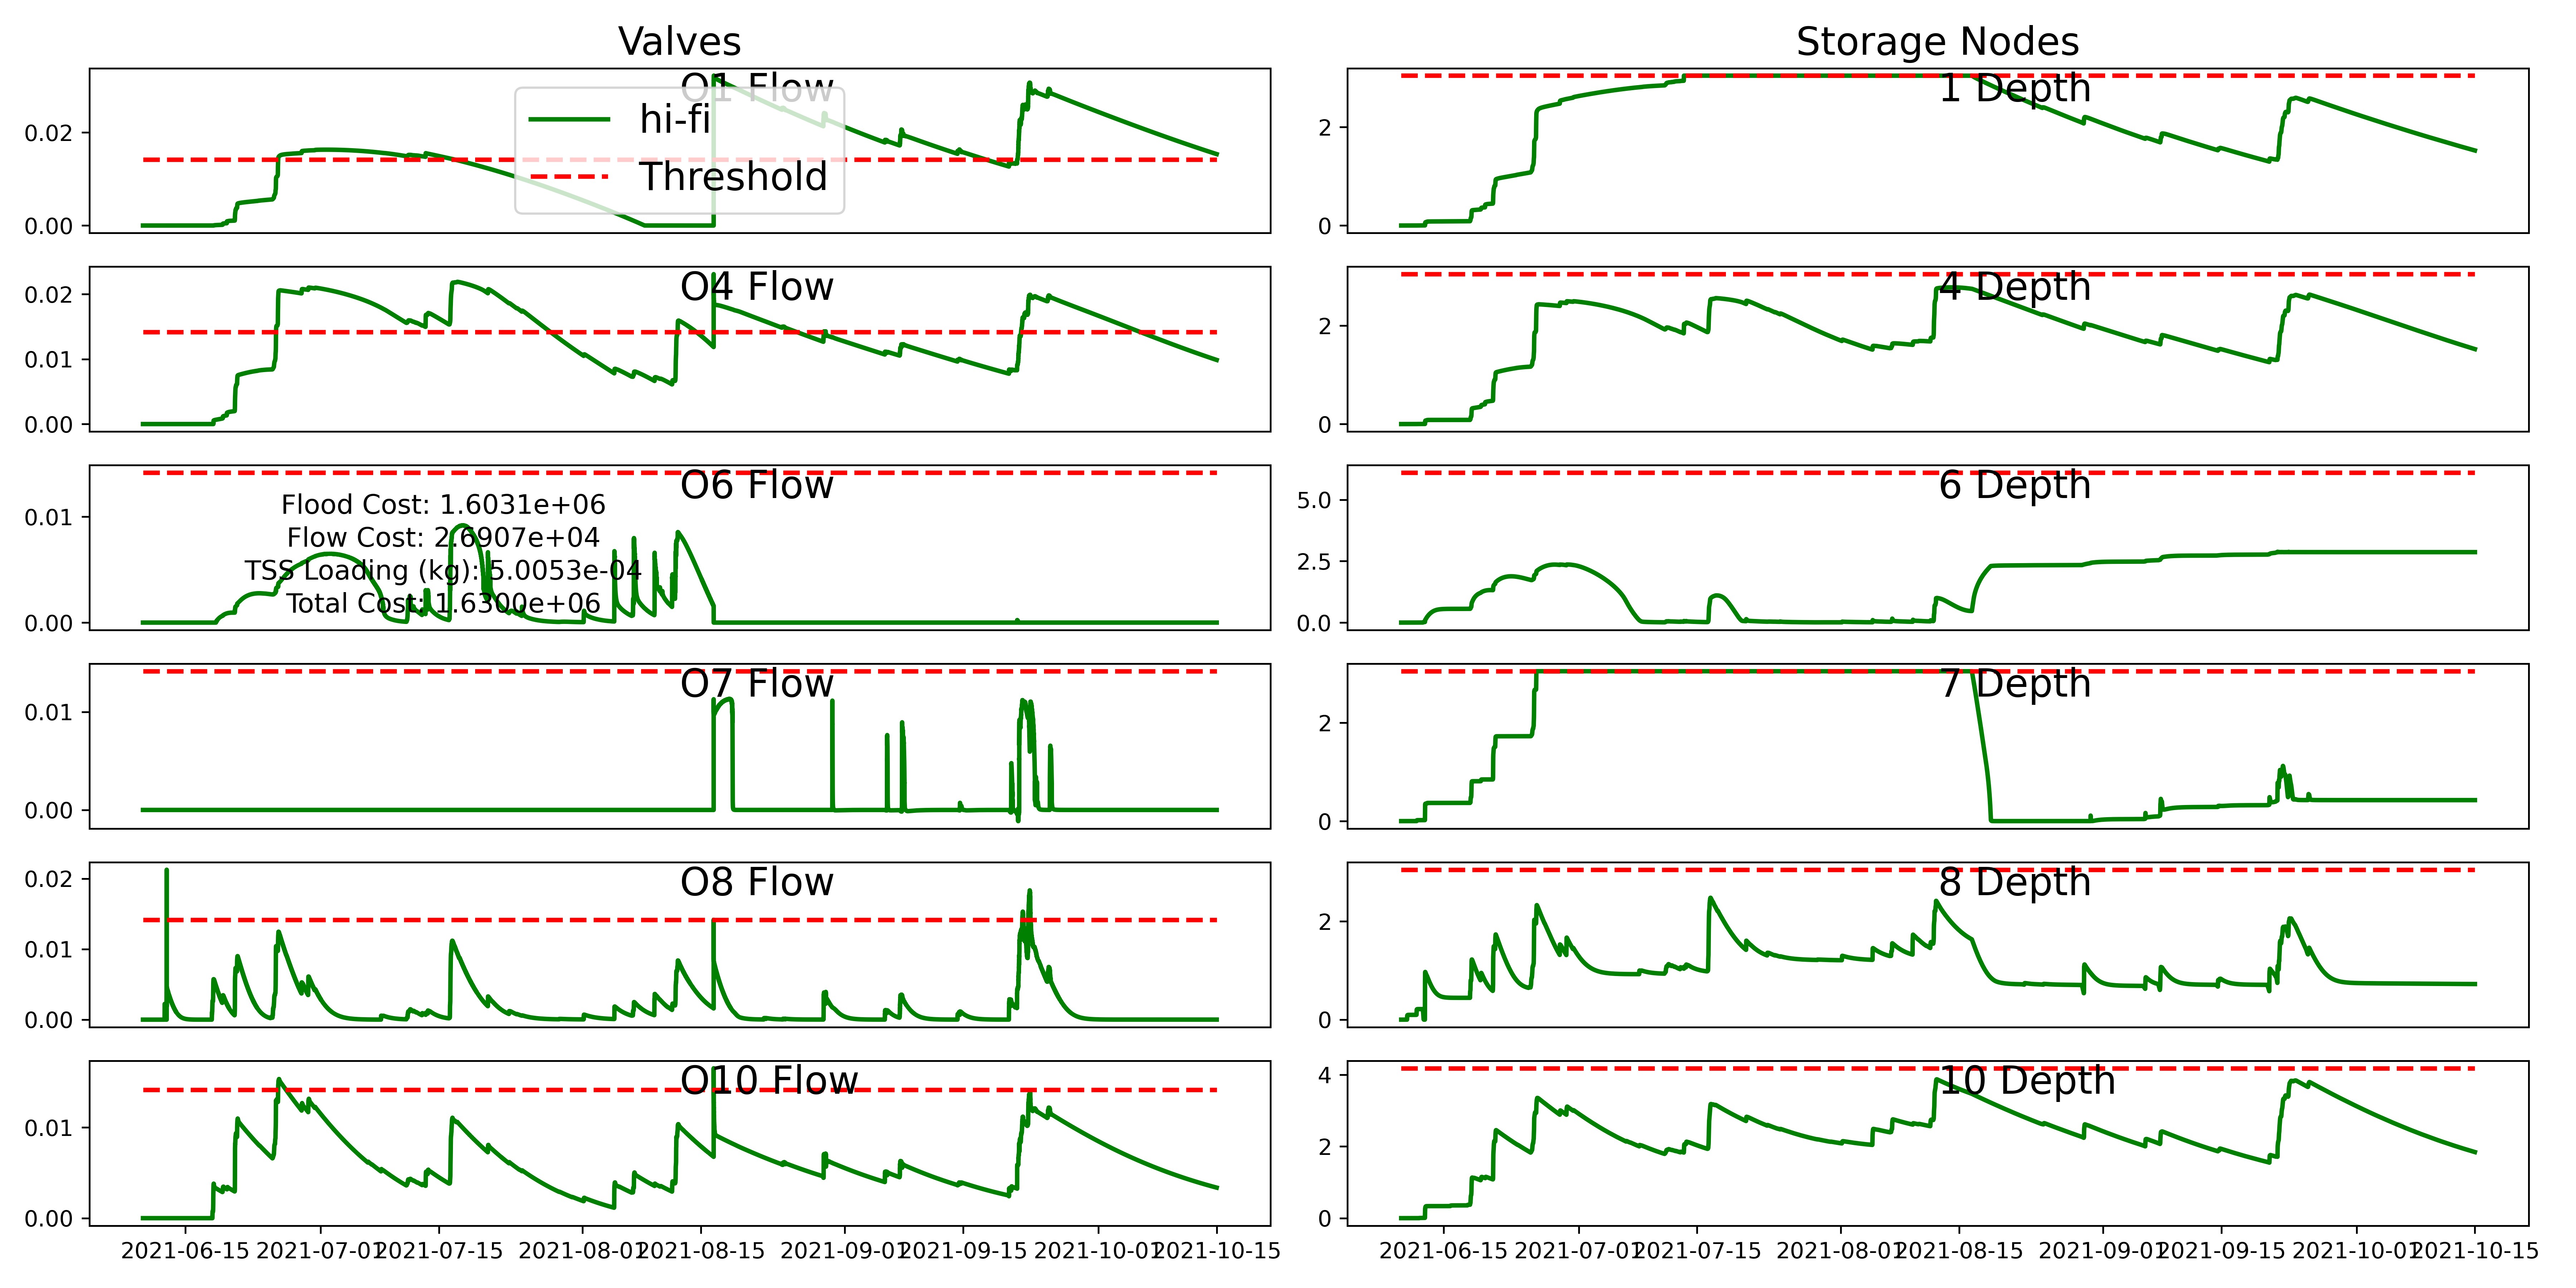 Valves
Storage Nodes
O1 Flow
hi-fi
Threshold
0.02
0.00
1 Depth
2
0
O4 Flow
0.02
0.01
0.00
4 Depth
2
0
O6 Flow
Flood Cost: 1.6031e+06
Flow Cost: 2.6907e+04
TSS Loading (kg): 5.0053e-04
Total Cost: 1.6300e+06
0.01
0.00
6 Depth
5.0
2.5
0.0
O7 Flow
0.01
0.00
7 Depth
2
0
O8 Flow
0.02
0.01
0.00
8 Depth
2
0
O10 Flow
0.01
0.00
10 Depth
4
2
0
2021-06-15 2021-07-01 2021-07-15 2021-08-01 2021-08-15 2021-09-01 2021-09-15 2021-10-01 2021-10-15
2021-06-15 2021-07-01 2021-07-15 2021-08-01 2021-08-15 2021-09-01 2021-09-15 2021-10-01 2021-10-15